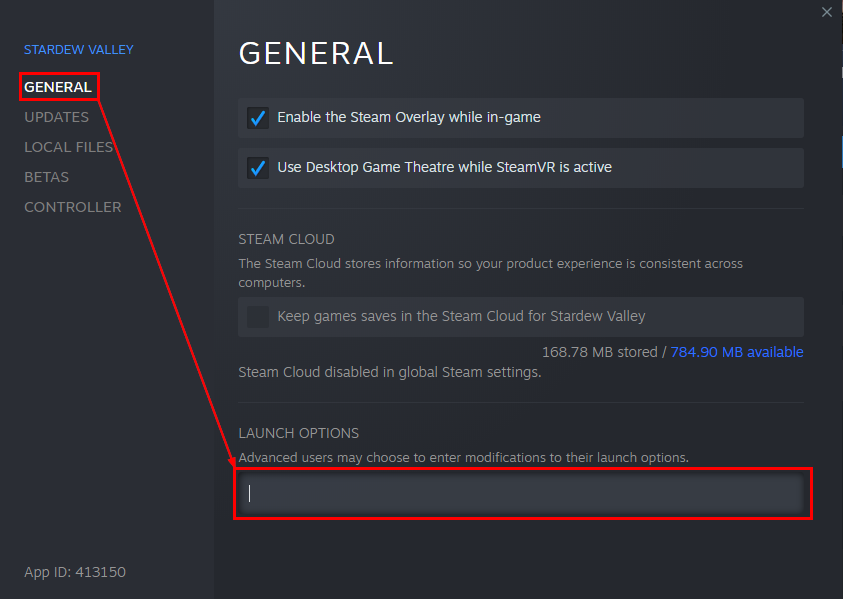 STARDEW VALLEY
GENERAL
UPDATES
LOCAL FILES
BETAS
CONTROLLER
App ID: 413150
GENERAL
Enable the Steam Overlay while in-game
Use Desktop Game Theatre while SteamVR is active
STEAM CLOUD
The Steam Cloud stores information so your product experience is consistent across
computers.
Keep games saves in the Steam Cloud for Stardew Valley
168.78 MB stored / 784.90 MB available
Steam Cloud disabled in global Steam settings.
LAUNCH OPTIONS
Advanced users may choose to enter modifications to their launch options.